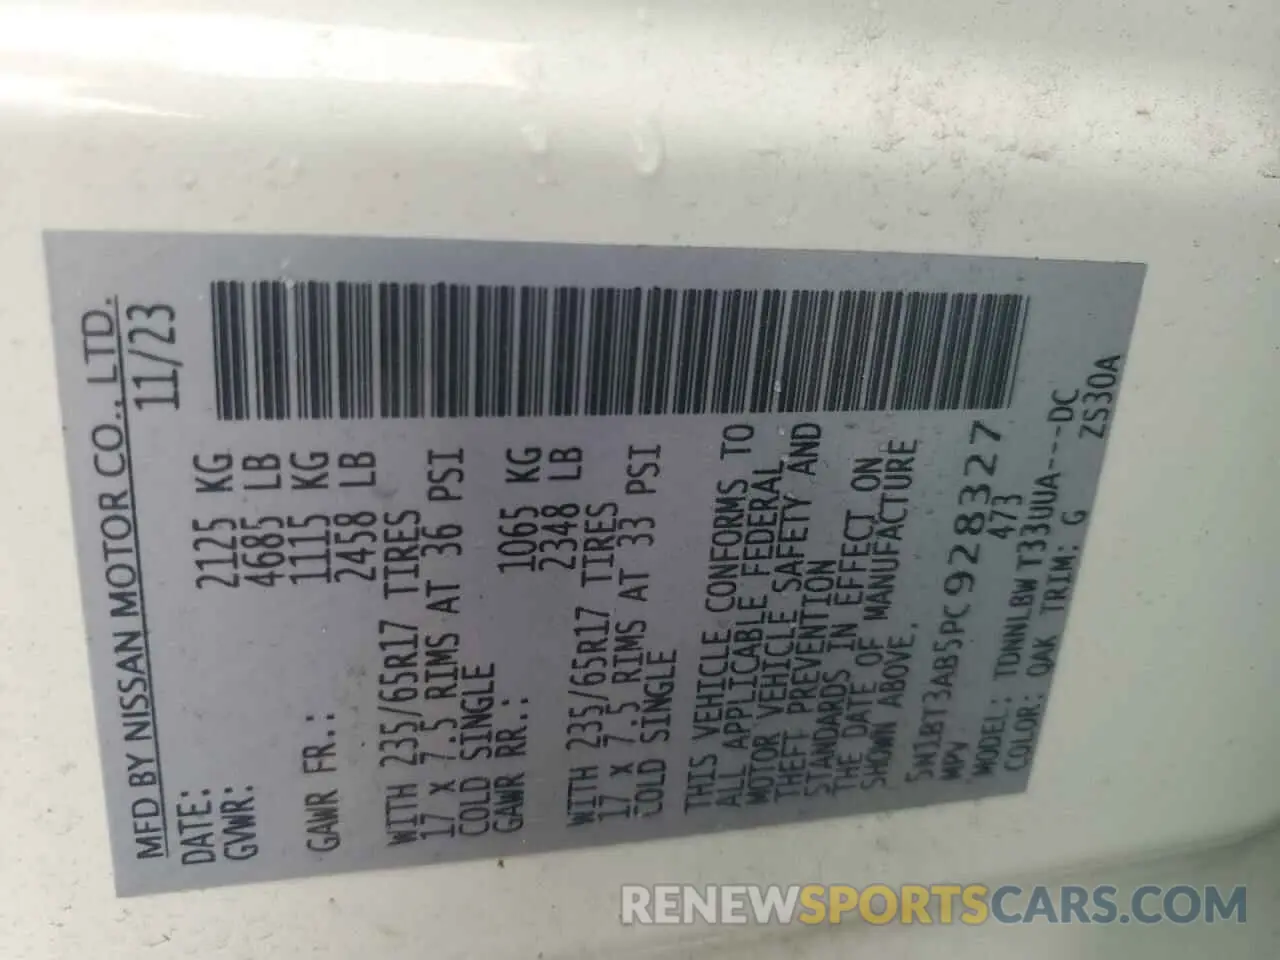 MFD BY NISSAN MOTOR CO., LTD.
DATE: 11/23
GVWR: 2125 KG
4685 LB
GAWR FR.: 1115 KG
2458 LB
WITH 235/65R17 TIRES
17 X 7.5 RIMS AT 36 PSI
COLD SINGLE
GAWR RR.: 1065 KG
2348 LB
WITH 235/65R17 TIRES
17 X 7.5 RIMS AT 33 PSI
COLD SINGLE
THIS VEHICLE CONFORMS TO
ALL APPLICABLE FEDERAL
MOTOR VEHICLE SAFETY AND
THEFT PREVENTION
STANDARDS IN EFFECT ON
THE DATE OF MANUFACTURE
SHOWN ABOVE.
5N1BT3AB5PC928327
MPV 473
MODEL: TDNNLBW T33UUA---DC
COLOR: QAK TRIM: G ZS30A
RENEWSPORTSCARS.COM